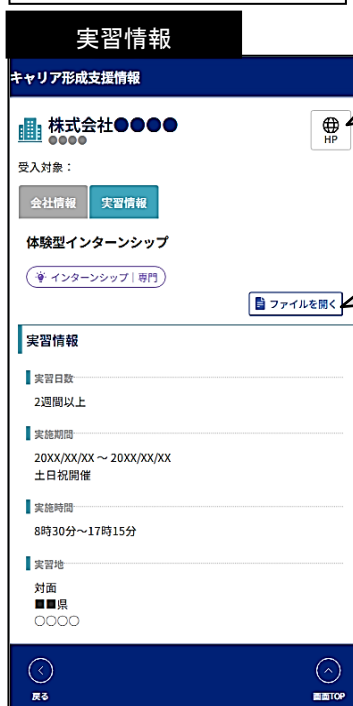 実習情報
キャリア形成支援情報
株式会社●●●●
●●●●
HP
受入対象：
会社情報
実習情報
体験型インターンシップ
インターンシップ｜専門
ファイルを開く
実習情報
実習日数
2週間以上
実施期間
20XX/XX/XX ～ 20XX/XX/XX
土日祝開催
実施時間
8時30分～17時15分
実習地
対面
■■県
○○○○
戻る
画面TOP